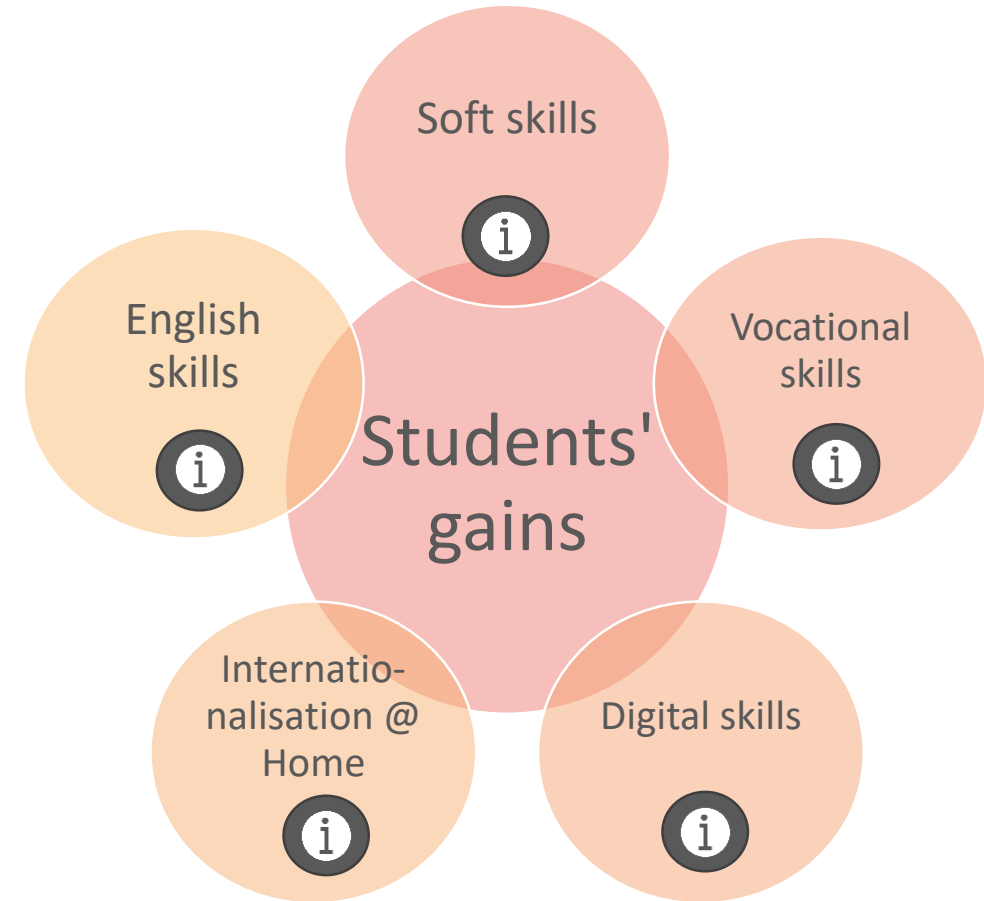 Soft skills
i
English
skills
i
Vocational
skills
i
Students'
gains
Internatio-
nalisation @
Home
i
Digital skills
i